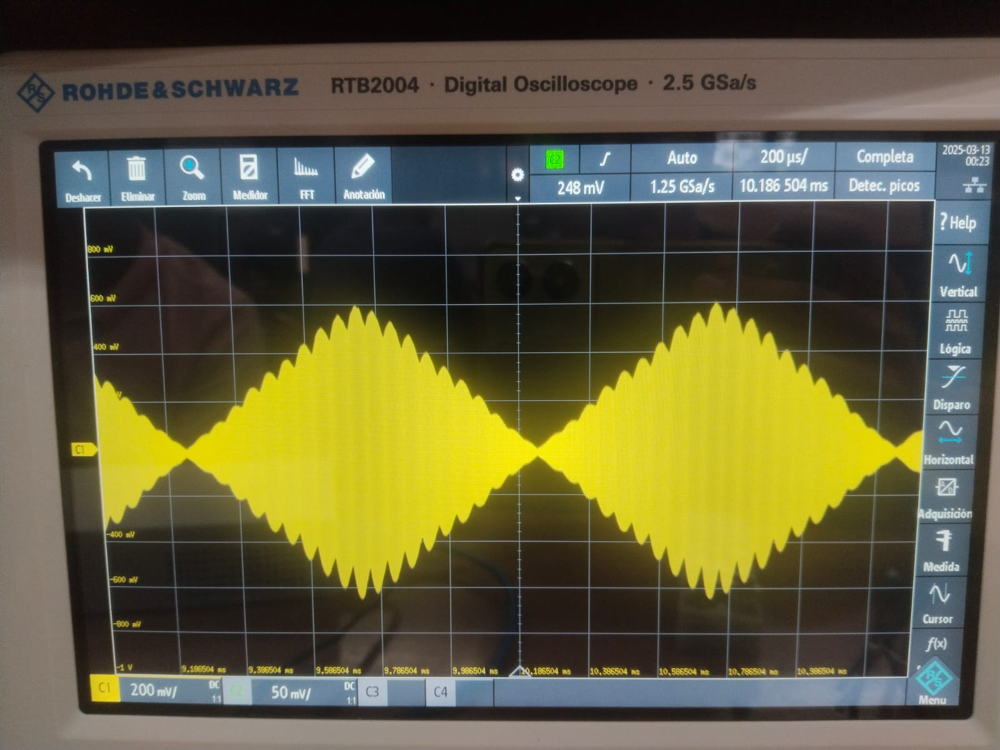 ROHDE&SCHWARZ RTB2004 · Digital Oscilloscope · 2.5 GSa/s
Deshacer
Eliminar
Zoom
Medidor
FFT
Anotación
C2
Auto
200 µs/
Completa
248 mV
1.25 GSa/s
10.186 504 ms
Detec. picos
2025-03-13
00:23
? Help
Vertical
Lógica
Disparo
Horizontal
Adquisición
Medida
Cursor
f(x)
Menu
800 mV
600 mV
400 mV
C1
-400 mV
-600 mV
-800 mV
-1 V
9.186504 ms
9.386504 ms
9.586504 ms
9.786504 ms
9.986504 ms
10.186504 ms
10.386504 ms
10.586504 ms
10.786504 ms
10.986504 ms
C1
200 mV/
DC
1:1
C2
50 mV/
DC
1:1
C3
C4